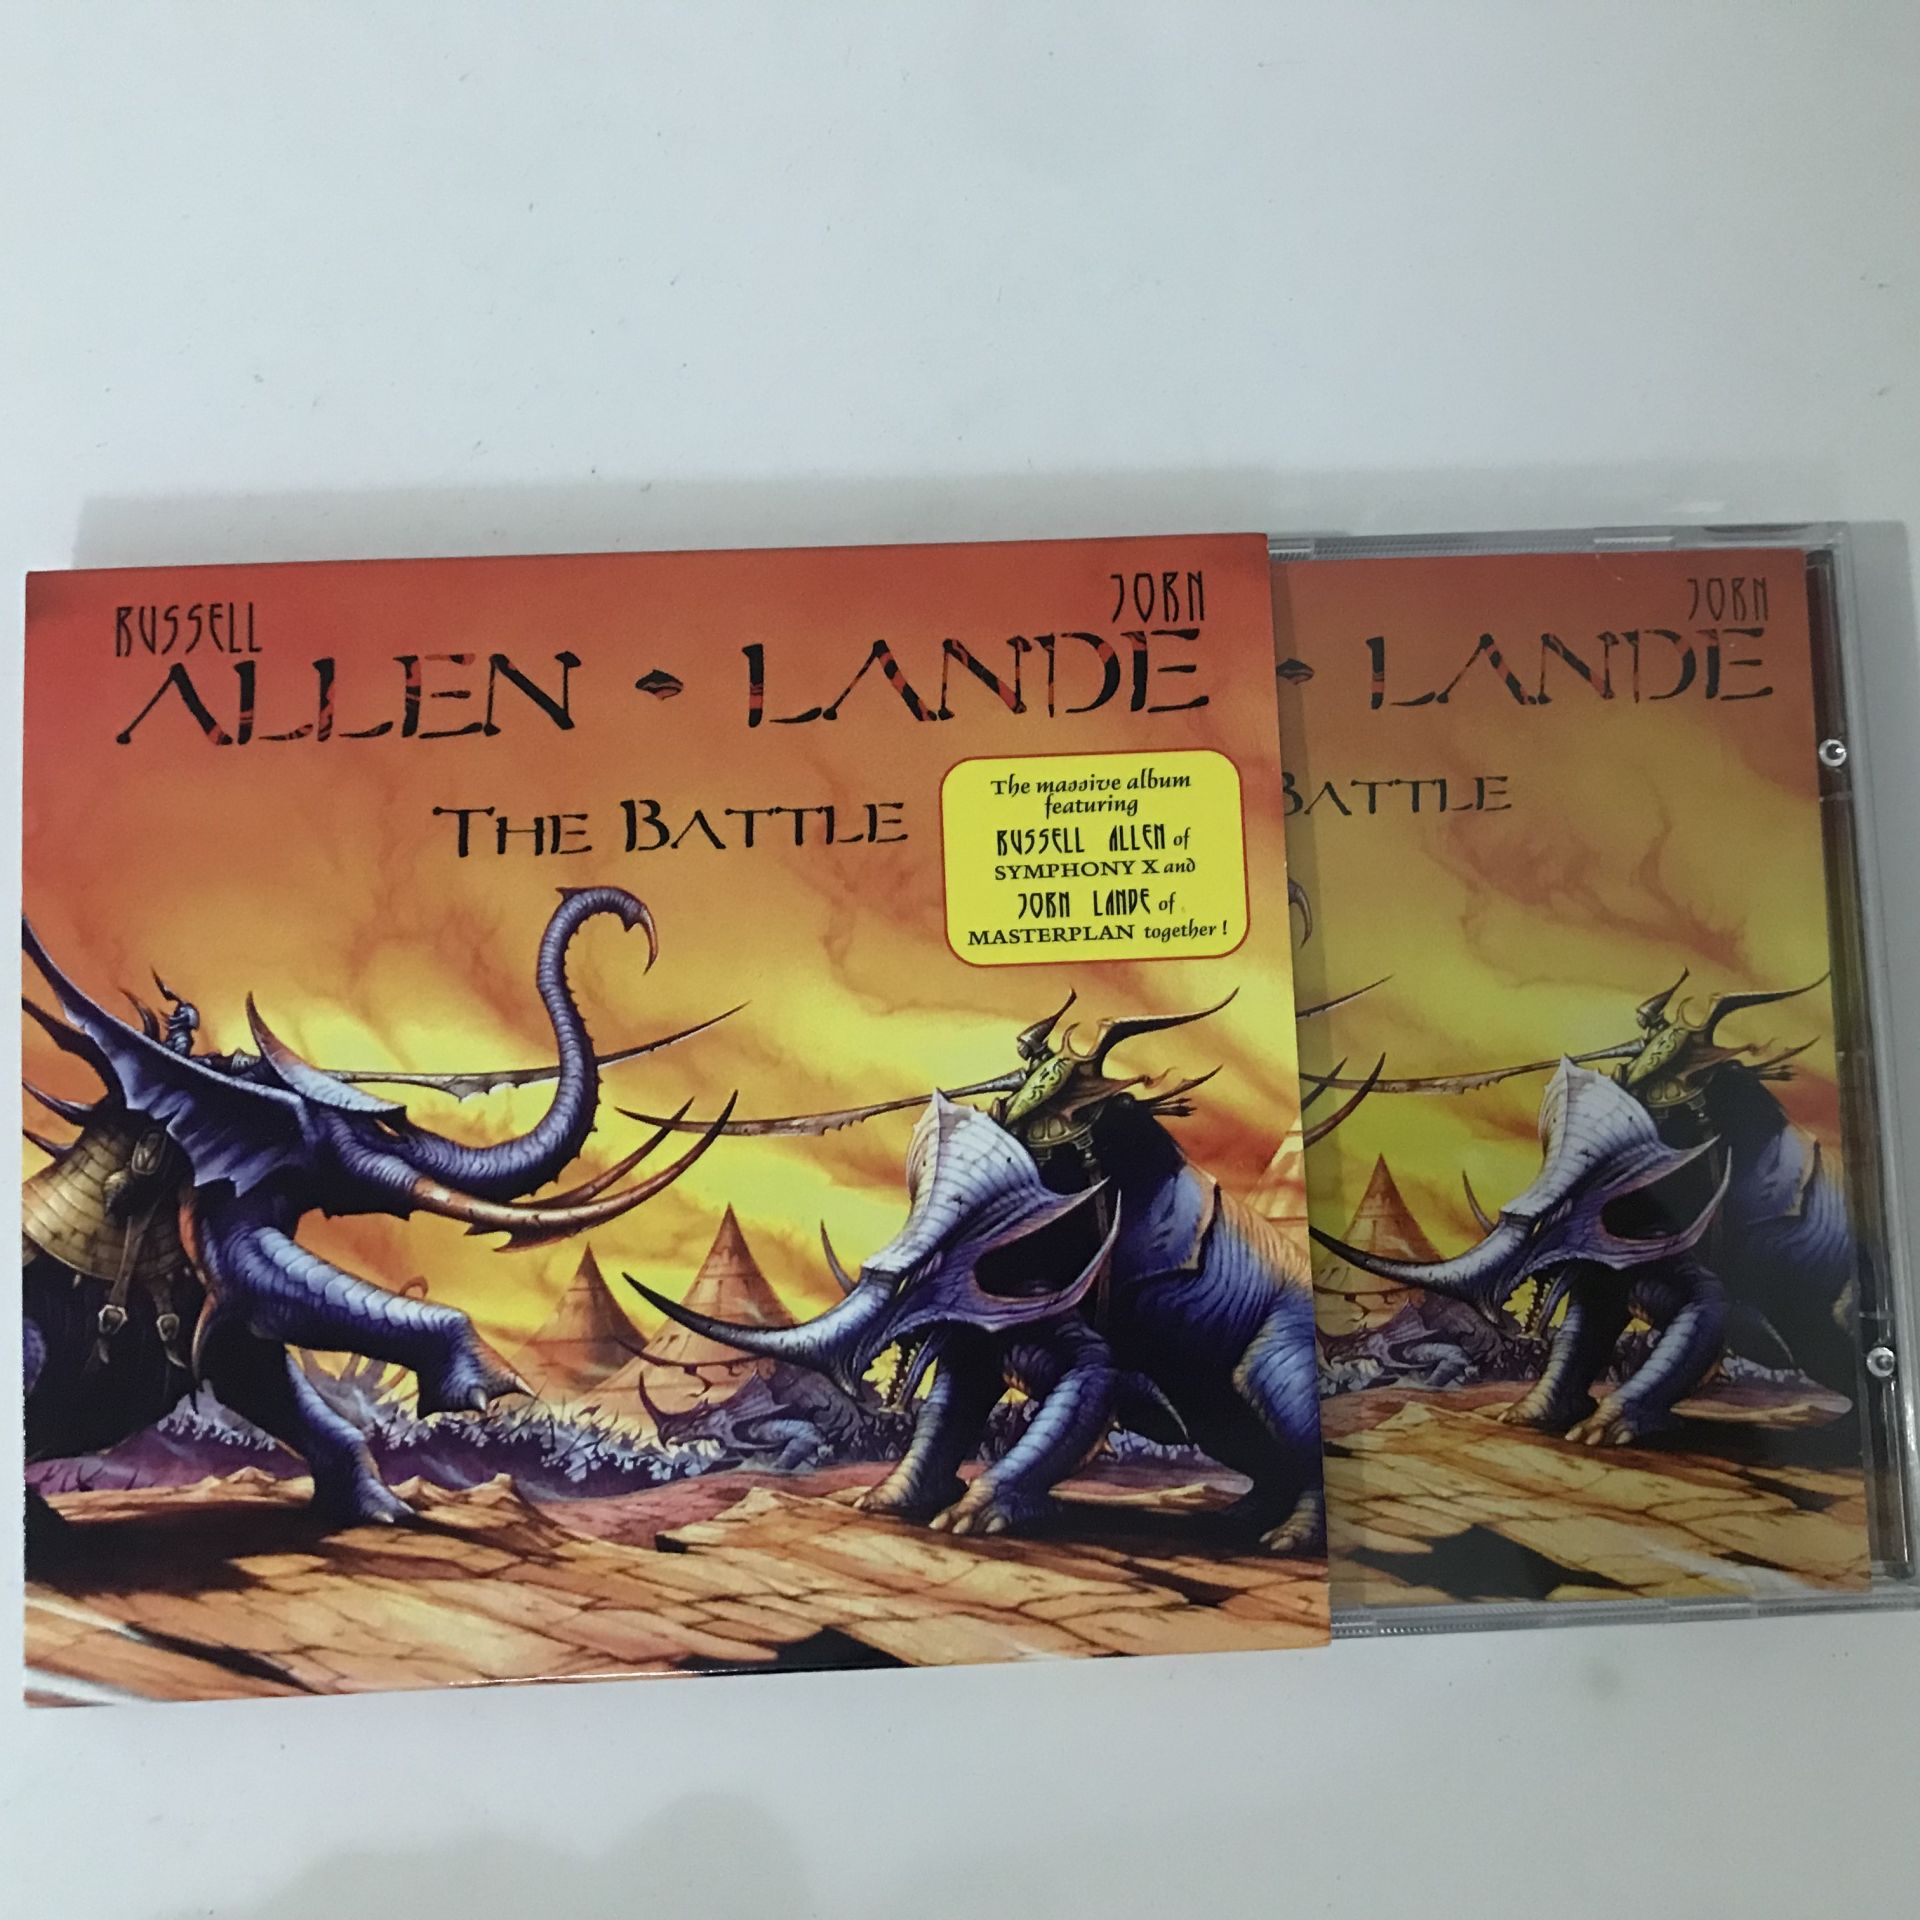 RUSSELL
JORN
ALLEN • LANDE
THE BATTLE
The massive album
featuring
RUSSELL ALLEN of
SYMPHONY X and
JORN LANDE of
MASTERPLAN together!
JORN
• LANDE
BATTLE